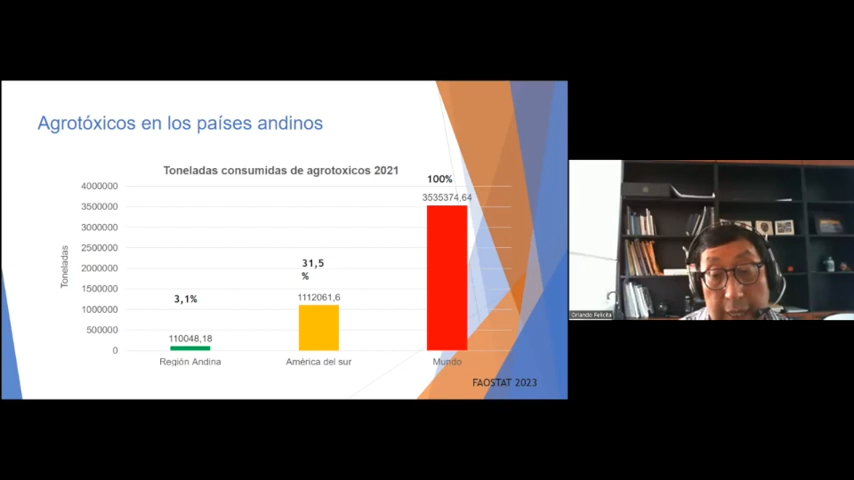 Agrotóxicos en los países andinos
Toneladas consumidas de agrotoxicos 2021
Toneladas
4000000
3500000
3000000
2500000
2000000
1500000
1000000
500000
0
3,1%
110048,18
31,5
%
1112061,6
100%
3535374,64
Región Andina
América del sur
Mundo
FAOSTAT 2023
Orlando Felicita